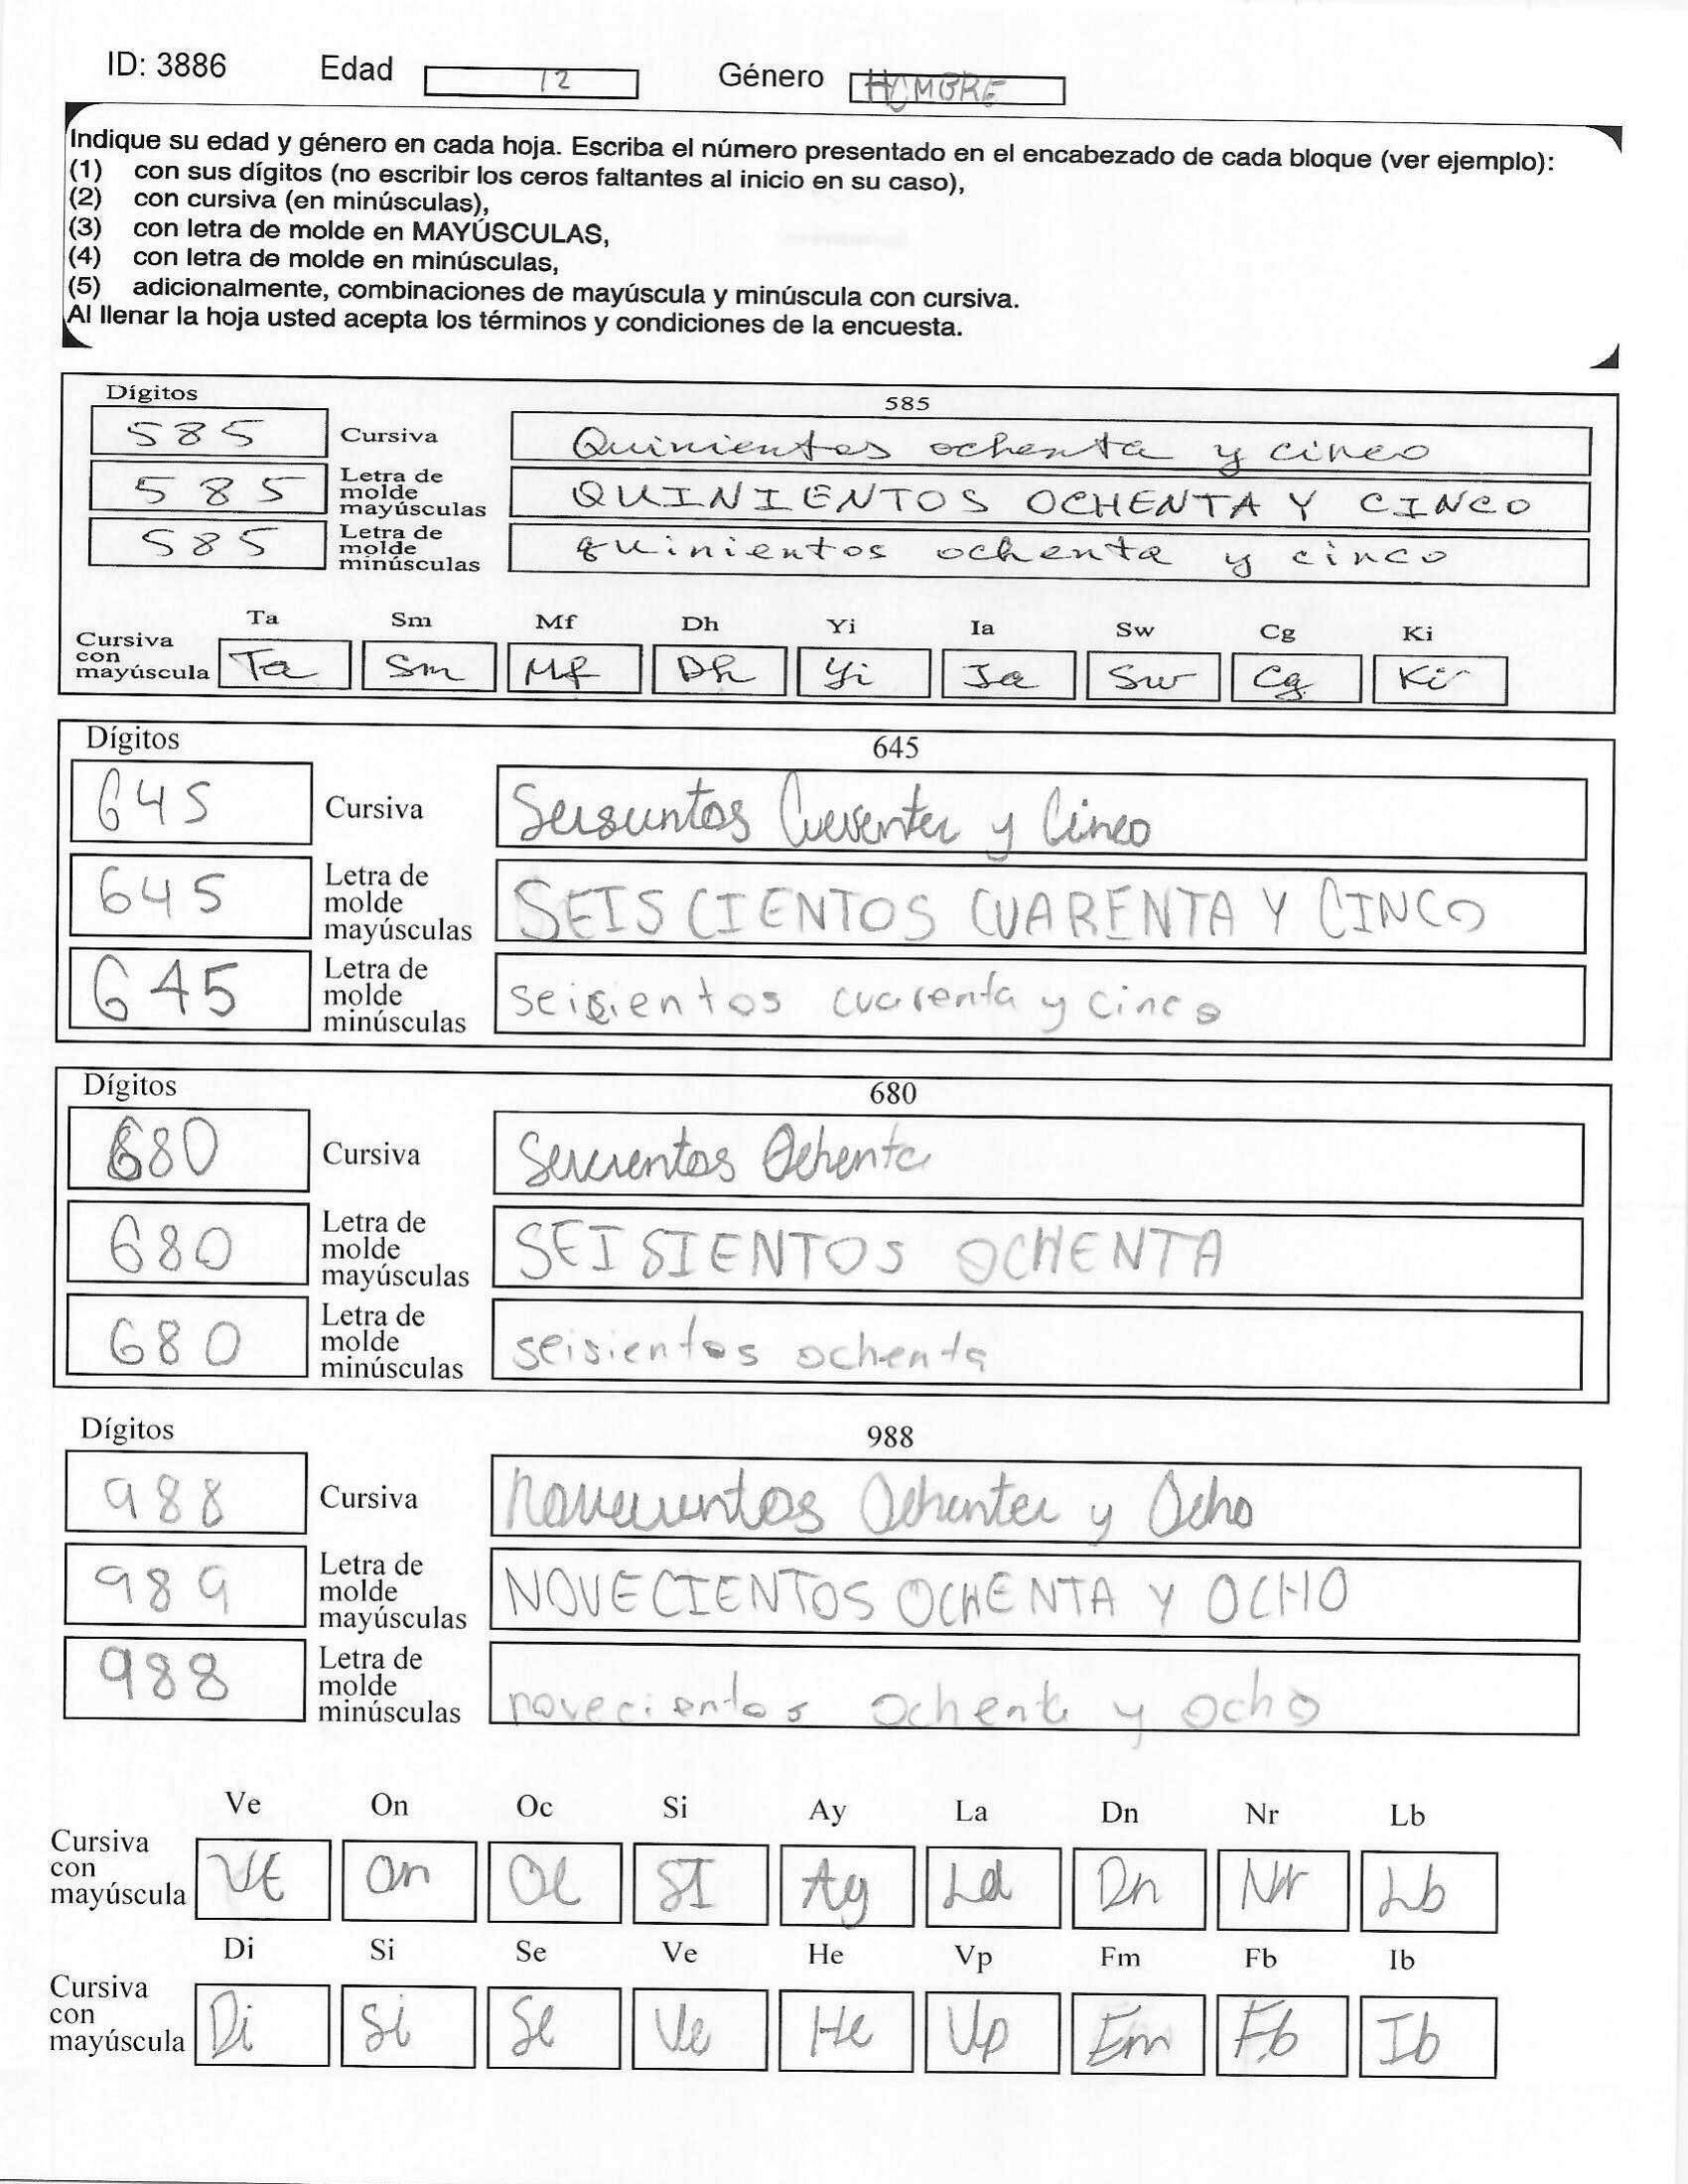 ID: 3886 Edad 12 Género HOMBRE
Indique su edad y género en cada hoja. Escriba el número presentado en el encabezado de cada bloque (ver ejemplo):
(1) con sus dígitos (no escribir los ceros faltantes al inicio en su caso),
(2) con cursiva (en minúsculas),
(3) con letra de molde en MAYÚSCULAS,
(4) con letra de molde en minúsculas,
(5) adicionalmente, combinaciones de mayúscula y minúscula con cursiva.
Al llenar la hoja usted acepta los términos y condiciones de la encuesta.
Dígitos 585
585 Cursiva Quinientos ochenta y cinco
585 Letra de molde mayúsculas QUINIENTOS OCHENTA Y CINCO
585 Letra de molde minúsculas quinientos ochenta y cinco
Ta Sm Mf Dh Yi Ia Sw Cg Ki
Cursiva con mayúscula Ta Sm Mf Dh Yi Ia Sw Cg Ki
Dígitos 645
645 Cursiva y Cinco
645 Letra de molde mayúsculas SEISCIENTOS CUARENTA Y CINCO
645 Letra de molde minúsculas cuarenta y cinco
Dígitos 680
680 Cursiva Ochenta
680 Letra de molde mayúsculas SEISIENTOS OCHENTA
680 Letra de molde minúsculas seisientos ochenta
Dígitos 988
988 Cursiva y Ocho
989 Letra de molde mayúsculas NOVECIENTOS OCHENTA Y OCHO
988 Letra de molde minúsculas novecientos ochenta y ocho
Ve On Oc Si Ay La Dn Nr Lb
Cursiva con mayúscula VE On Oc SI Ay La Dn Nr Lb
Di Si Se Ve He Vp Fm Fb Ib
Cursiva con mayúscula Di Si Se Ve He Vp Fm Fb Ib